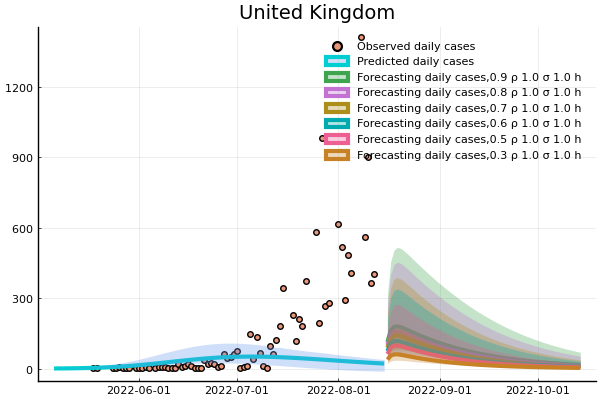 United Kingdom
Observed daily cases
Predicted daily cases
Forecasting daily cases,0.9 ρ 1.0 σ 1.0 h
Forecasting daily cases,0.8 ρ 1.0 σ 1.0 h
Forecasting daily cases,0.7 ρ 1.0 σ 1.0 h
Forecasting daily cases,0.6 ρ 1.0 σ 1.0 h
Forecasting daily cases,0.5 ρ 1.0 σ 1.0 h
Forecasting daily cases,0.3 ρ 1.0 σ 1.0 h
1200
900
600
300
0
2022-06-01 2022-07-01 2022-08-01 2022-09-01 2022-10-01